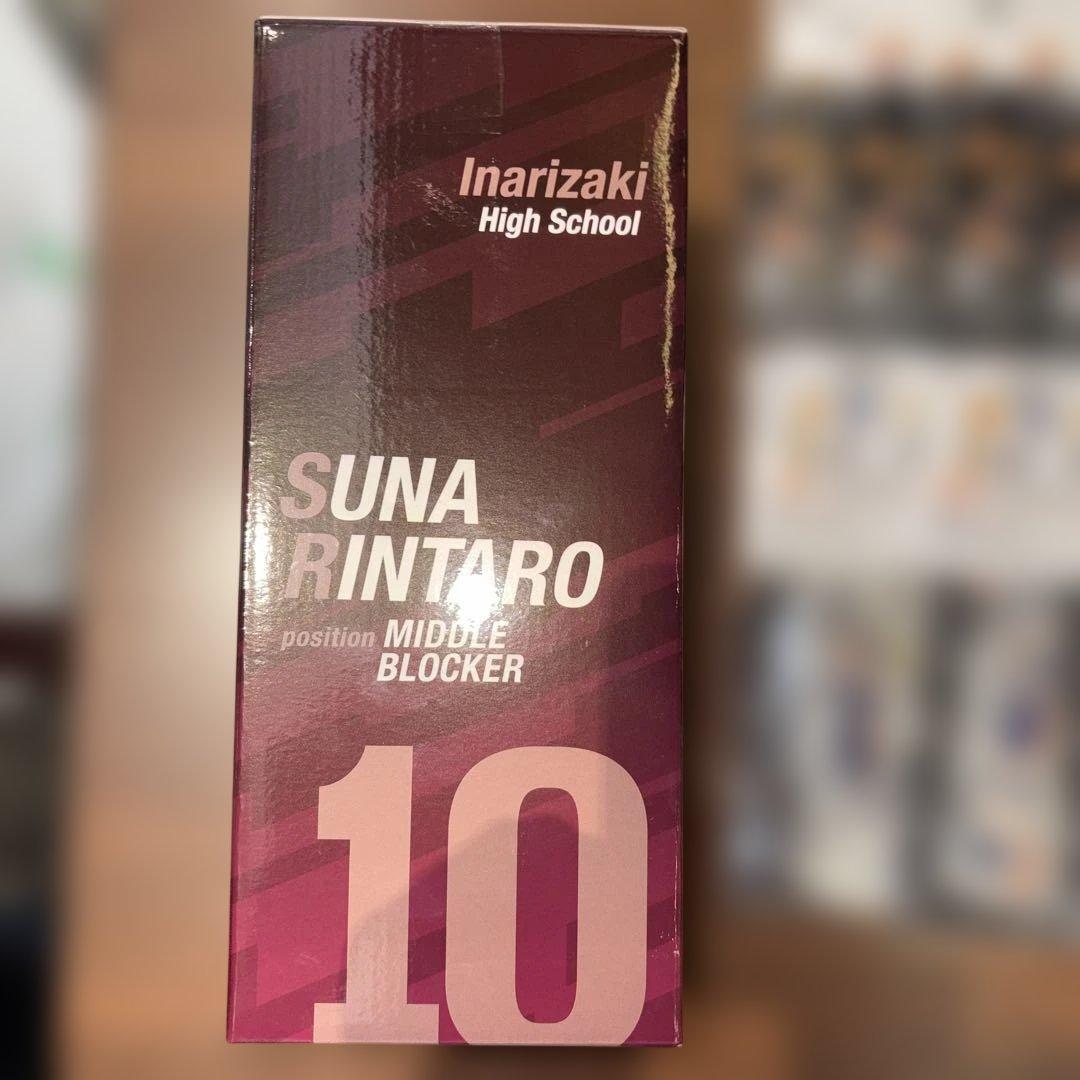 Inarizaki
High School
SUNA
RINTARO
position MIDDLE
BLOCKER
10